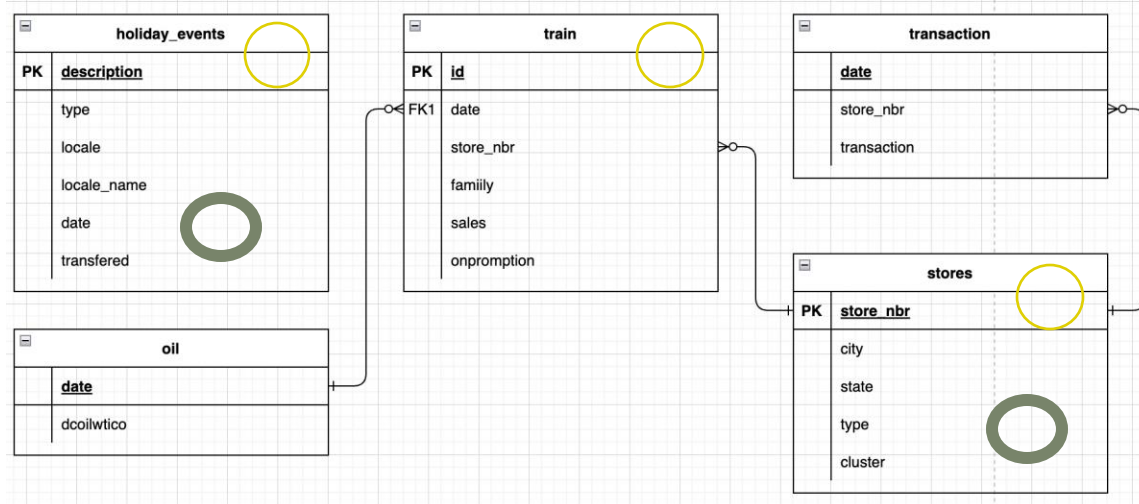 holiday_events
PK description
type
locale
locale_name
date
transfered
train
PK id
FK1 date
store_nbr
famiily
sales
onpromption
transaction
date
store_nbr
transaction
oil
date
dcoilwtico
stores
PK store_nbr
city
state
type
cluster